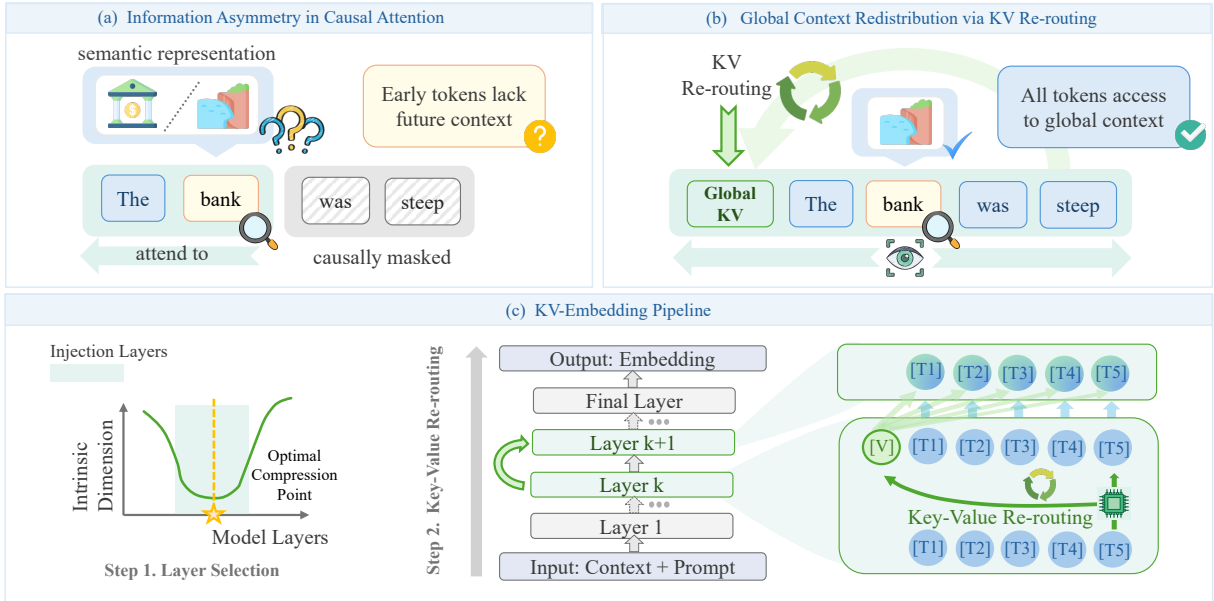 (a) Information Asymmetry in Causal Attention
semantic representation
Early tokens lack
future context
?
???
The
bank
was
steep
attend to
causally masked
(b) Global Context Redistribution via KV Re-routing
KV
Re-routing
All tokens access
to global context
Global
KV
The
bank
was
steep
(c) KV-Embedding Pipeline
Injection Layers
Intrinsic
Dimension
Optimal
Compression
Point
Model Layers
Step 1. Layer Selection
Step 2. Key-Value Re-routing
Output: Embedding
Final Layer
Layer k+1
Layer k
Layer 1
Input: Context + Prompt
[T1] [T2] [T3] [T4] [T5]
[V] [T1] [T2] [T3] [T4] [T5]
Key-Value Re-routing
[T1] [T2] [T3] [T4] [T5]